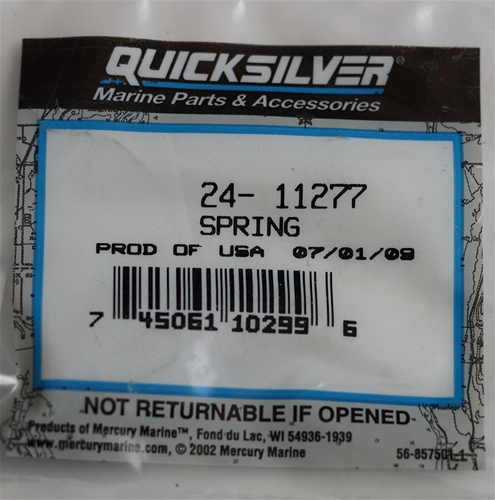 QUICKSILVER®
Marine Parts & Accessories
24- 11277
SPRING
PROD OF USA 07/01/09
7 45061 10299 6
NOT RETURNABLE IF OPENED
Products of Mercury Marine™, Fond du Lac, WI 54936-1939
www.mercurymarine.com, © 2002 Mercury Marine